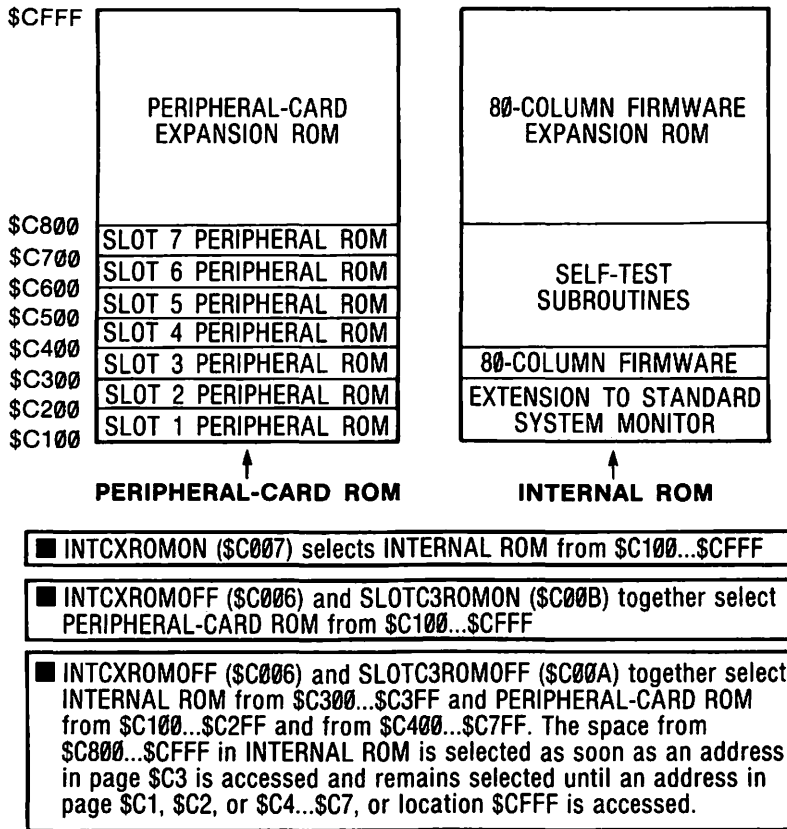 $CFFF
PERIPHERAL-CARD
EXPANSION ROM
80-COLUMN FIRMWARE
EXPANSION ROM
$C800
SLOT 7 PERIPHERAL ROM
$C700
SLOT 6 PERIPHERAL ROM
$C600
SLOT 5 PERIPHERAL ROM
$C500
SLOT 4 PERIPHERAL ROM
$C400
SLOT 3 PERIPHERAL ROM
$C300
SLOT 2 PERIPHERAL ROM
$C200
SLOT 1 PERIPHERAL ROM
$C100
SELF-TEST
SUBROUTINES
80-COLUMN FIRMWARE
EXTENSION TO STANDARD
SYSTEM MONITOR
PERIPHERAL-CARD ROM
INTERNAL ROM
■ INTCXROMON ($C007) selects INTERNAL ROM from $C100...$CFFF
■ INTCXROMOFF ($C006) and SLOTC3ROMON ($C00B) together select
PERIPHERAL-CARD ROM from $C100...$CFFF
■ INTCXROMOFF ($C006) and SLOTC3ROMOFF ($C00A) together select
INTERNAL ROM from $C300...$C3FF and PERIPHERAL-CARD ROM
from $C100...$C2FF and from $C400...$C7FF. The space from
$C800...$CFFF in INTERNAL ROM is selected as soon as an address
in page $C3 is accessed and remains selected until an address in
page $C1, $C2, or $C4...$C7, or location $CFFF is accessed.